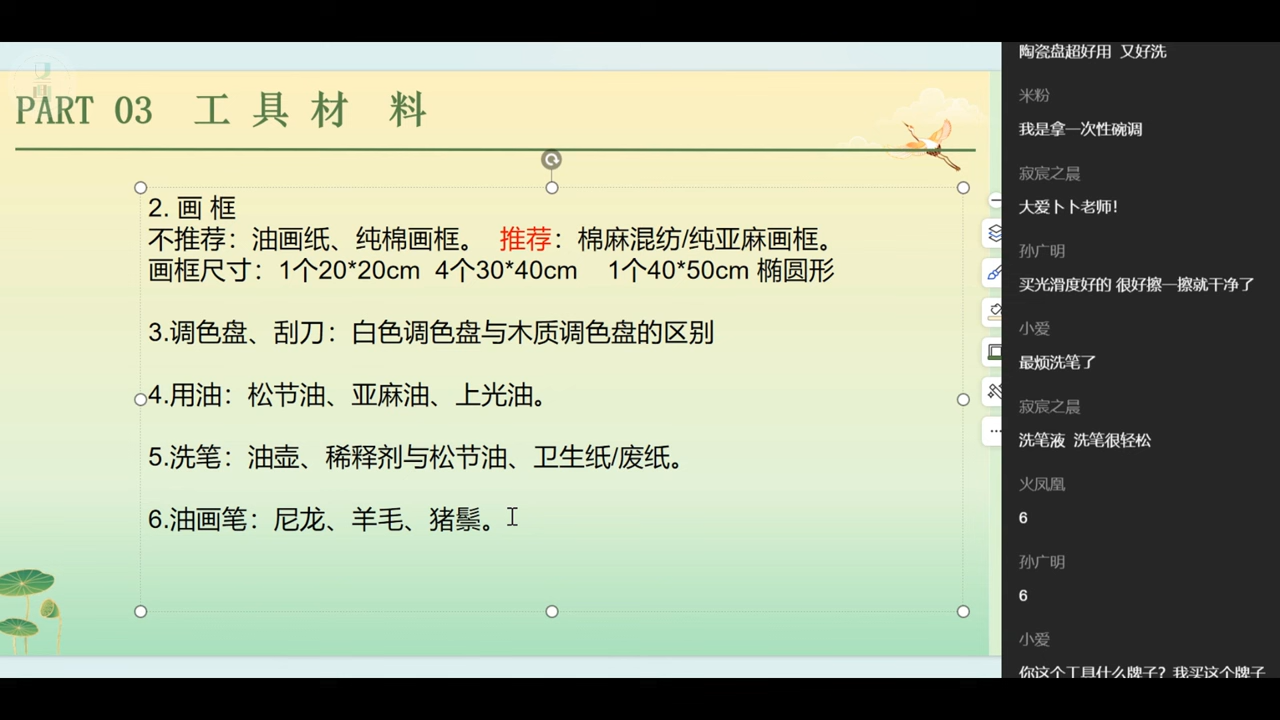 PART 03 工 具 材 料
2. 画 框
不推荐：油画纸、纯棉画框。 推荐：棉麻混纺/纯亚麻画框。
画框尺寸：1个20*20cm 4个30*40cm 1个40*50cm 椭圆形
3.调色盘、刮刀：白色调色盘与木质调色盘的区别
4.用油：松节油、亚麻油、上光油。
5.洗笔：油壶、稀释剂与松节油、卫生纸/废纸。
6.油画笔：尼龙、羊毛、猪鬃。
陶瓷盘超好用 又好洗
米粉
我是拿一次性碗调
寂宸之晨
大爱卜卜老师！
孙广明
买光滑度好的 很好擦一擦就干净了
小爱
最烦洗笔了
寂宸之晨
洗笔液 洗笔很轻松
火凤凰
6
孙广明
6
小爱
你这个工具什么牌子？我买这个牌子